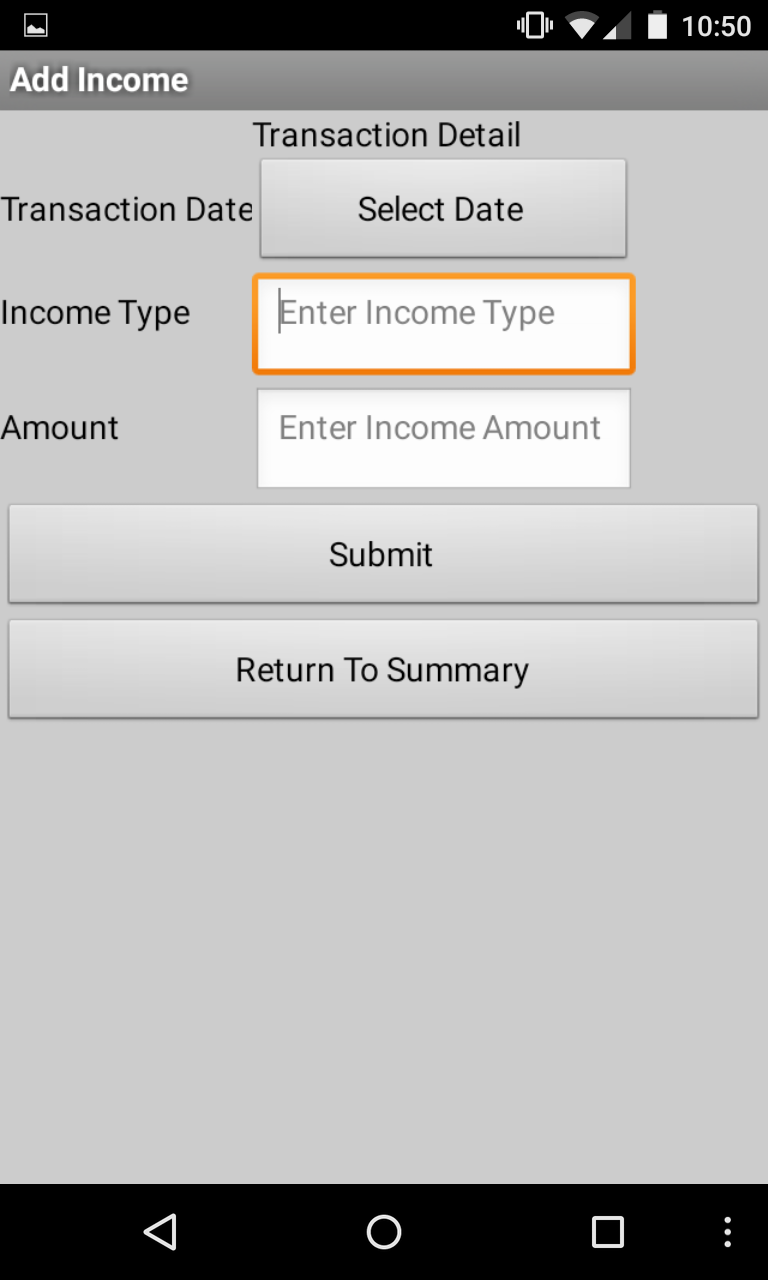 10:50
Add Income
Transaction Detail
Transaction Date Select Date
Income Type Enter Income Type
Amount Enter Income Amount
Submit
Return To Summary